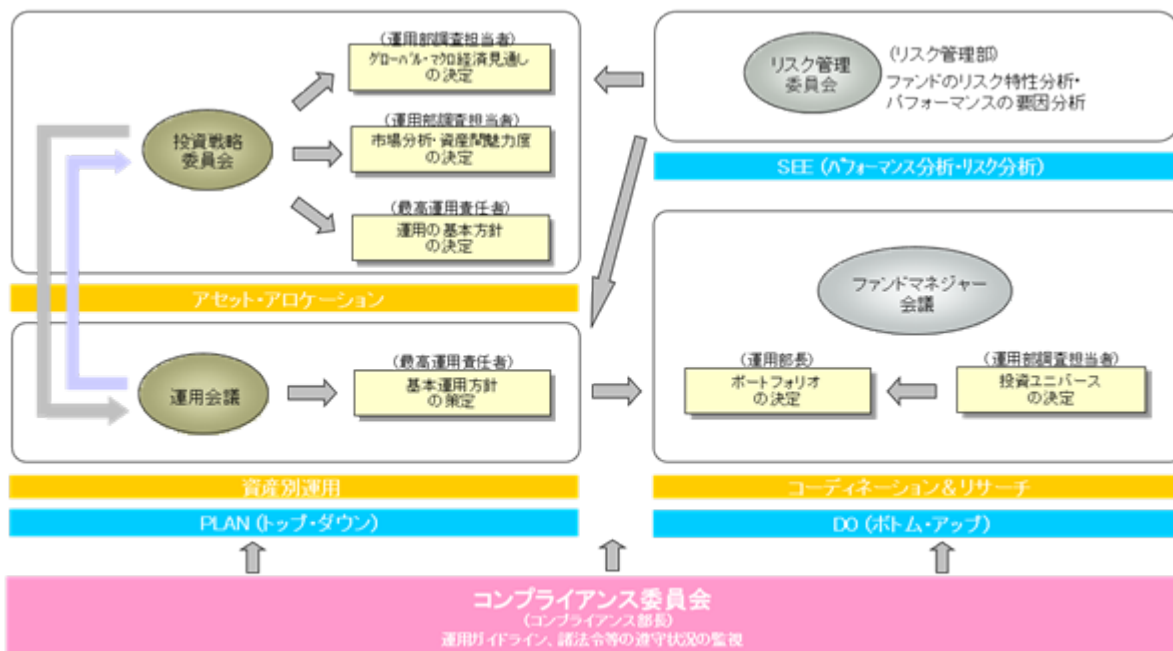 (運用部調査担当者)
グローバル・マクロ経済見通し
の決定
投資戦略
委員会
(運用部調査担当者)
市場分析・資産間魅力度
の決定
(最高運用責任者)
運用の基本方針
の決定
アセット・アロケーション
運用会議
(最高運用責任者)
基本運用方針
の策定
資産別運用
PLAN (トップ・ダウン)
リスク管理
委員会
(リスク管理部)
ファンドのリスク特性分析・
パフォーマンスの要因分析
SEE (パフォーマンス分析・リスク分析)
ファンドマネジャー
会議
(運用部長)
ポートフォリオ
の決定
(運用部調査担当者)
投資ユニバース
の決定
コーディネーション&リサーチ
DO (ボトム・アップ)
コンプライアンス委員会
(コンプライアンス部長)
運用ガイドライン、諸法令等の遵守状況の監視